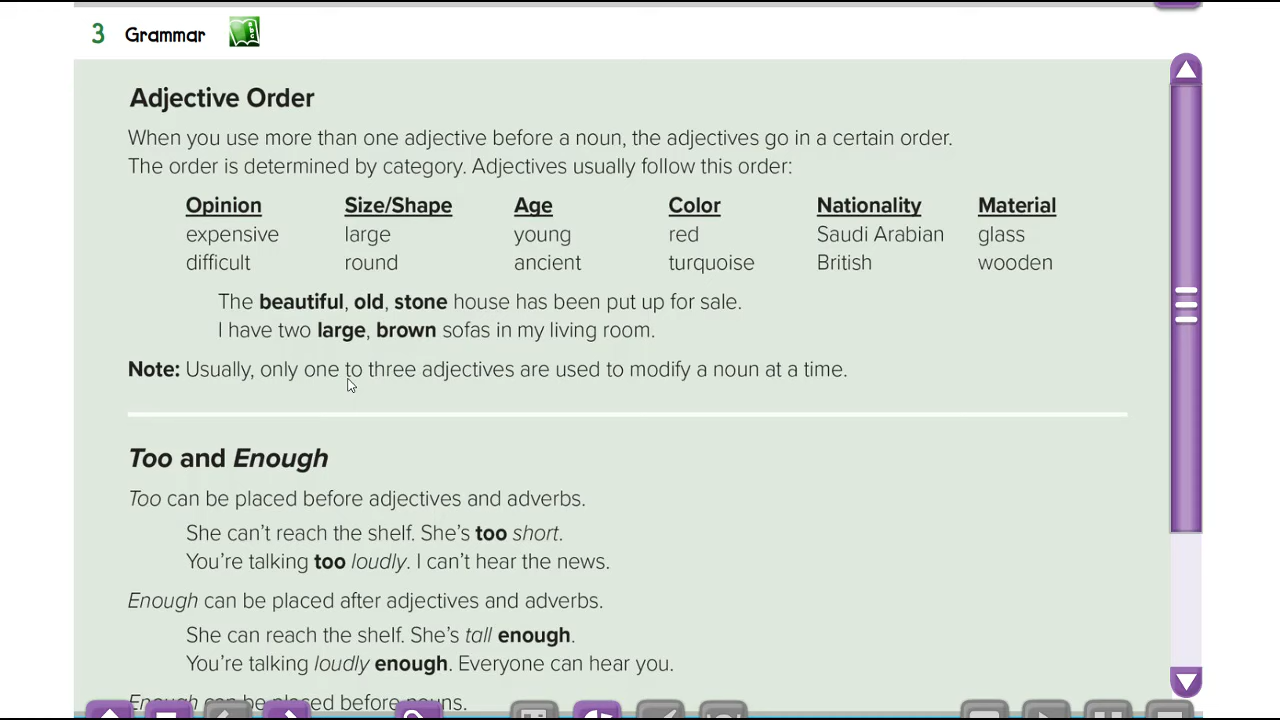 3 Grammar
Adjective Order
When you use more than one adjective before a noun, the adjectives go in a certain order.
The order is determined by category. Adjectives usually follow this order:
Opinion Size/Shape Age Color Nationality Material
expensive large young red Saudi Arabian glass
difficult round ancient turquoise British wooden
The beautiful, old, stone house has been put up for sale.
I have two large, brown sofas in my living room.
Note: Usually, only one to three adjectives are used to modify a noun at a time.
Too and Enough
Too can be placed before adjectives and adverbs.
She can't reach the shelf. She's too short.
You're talking too loudly. I can't hear the news.
Enough can be placed after adjectives and adverbs.
She can reach the shelf. She's tall enough.
You're talking loudly enough. Everyone can hear you.
Enough can be placed before nouns.